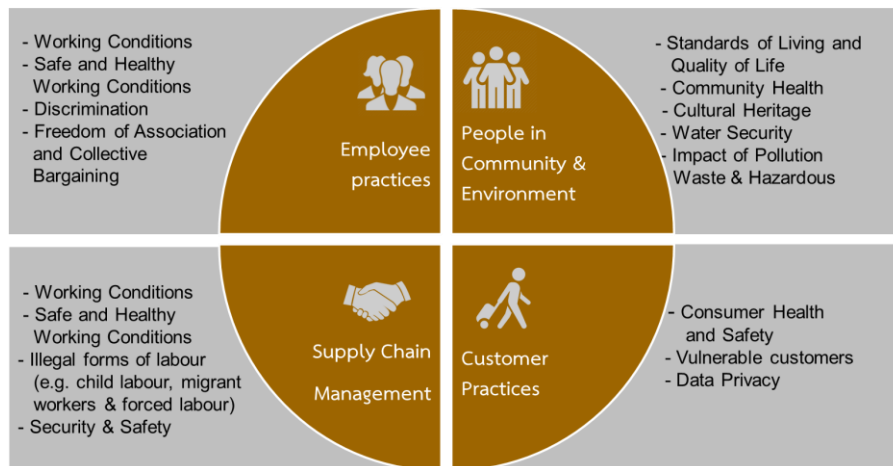 - Working Conditions
- Safe and Healthy
Working Conditions
- Discrimination
- Freedom of Association
and Collective
Bargaining
Employee
practices
People in
Community &
Environment
- Standards of Living and
Quality of Life
- Community Health
- Cultural Heritage
- Water Security
- Impact of Pollution
Waste & Hazardous
- Working Conditions
- Safe and Healthy
Working Conditions
- Illegal forms of labour
(e.g. child labour, migrant
workers & forced labour)
- Security & Safety
Supply Chain
Management
Customer
Practices
- Consumer Health
and Safety
- Vulnerable customers
- Data Privacy